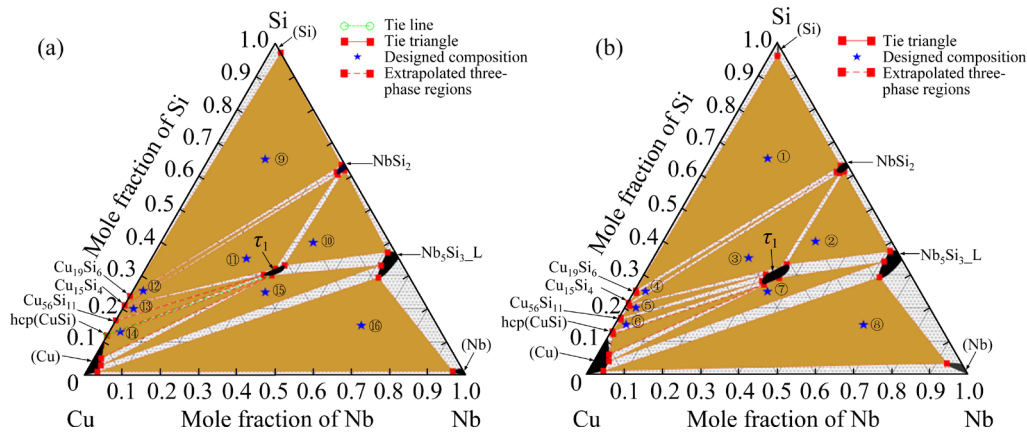 (a)
Si
(Si)
Tie line
Tie triangle
Designed composition
Extrapolated three-
phase regions
1.0
0.9
0.8
0.7
0.6
0.5
0.4
0.3
0.2
0.1
0
Mole fraction of Si
⑨
NbSi2
⑩
⑪
τ1
Nb5Si3_L
Cu19Si6
Cu15Si4
Cu56Si11
hcp(CuSi)
(Cu)
⑫
⑬
⑭
⑮
⑯
(Nb)
0.1 0.2 0.3 0.4 0.5 0.6 0.7 0.8 0.9 1.0
Cu Mole fraction of Nb Nb
(b)
Si
(Si)
Tie triangle
Designed composition
Extrapolated three-
phase regions
1.0
0.9
0.8
0.7
0.6
0.5
0.4
0.3
0.2
0.1
0
Mole fraction of Si
①
NbSi2
②
③
τ1
Nb5Si3_L
Cu19Si6
Cu15Si4
Cu56Si11
hcp(CuSi)
(Cu)
④
⑤
⑥
⑦
⑧
(Nb)
0.1 0.2 0.3 0.4 0.5 0.6 0.7 0.8 0.9 1.0
Cu Mole fraction of Nb Nb